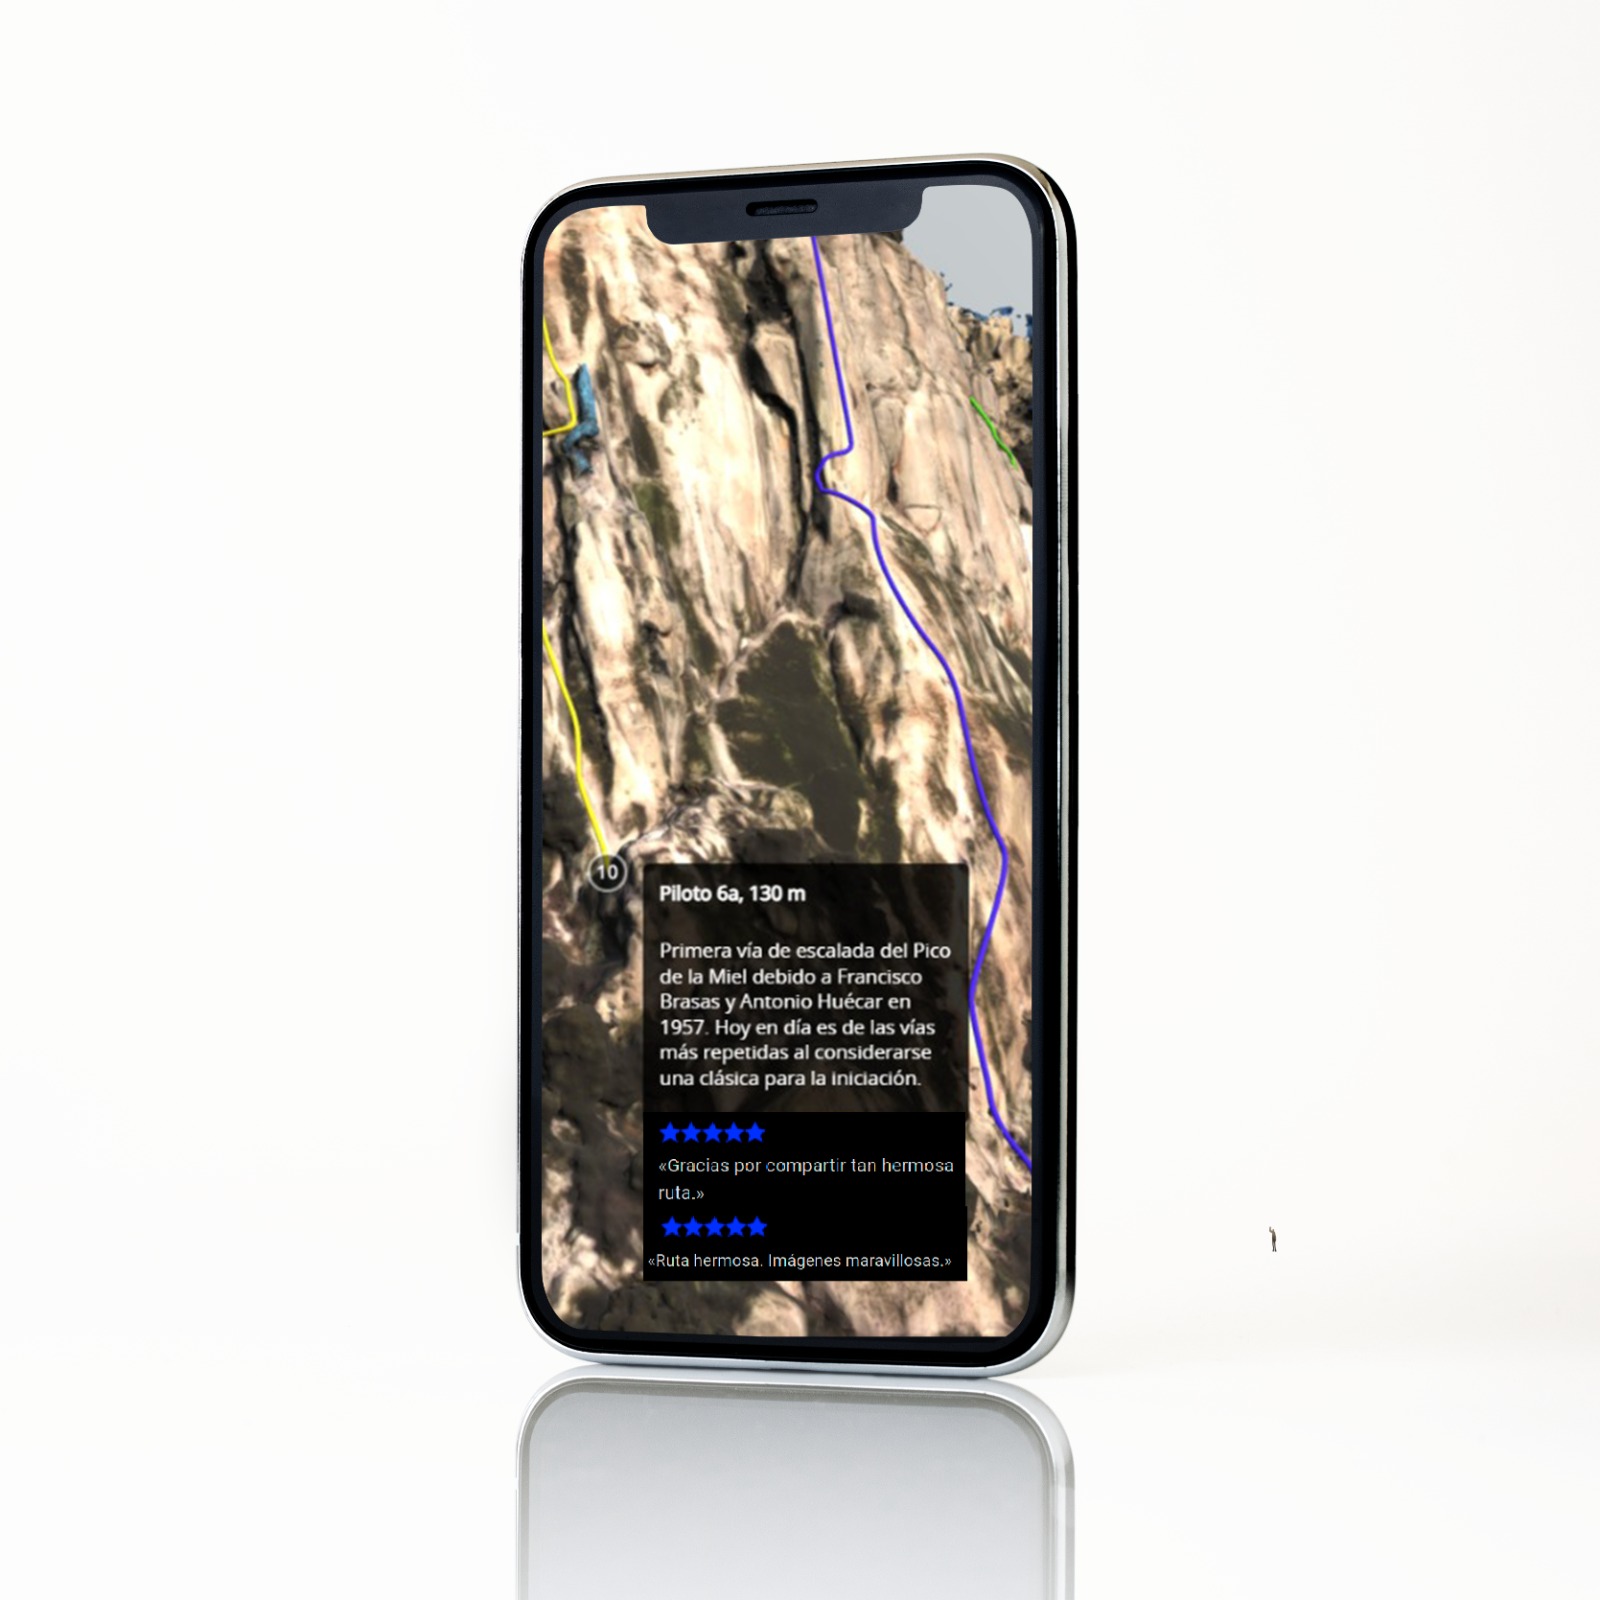 10
Piloto 6a, 130 m
Primera vía de escalada del Pico
de la Miel debido a Francisco
Brasas y Antonio Huécar en
1957. Hoy en día es de las vías
más repetidas al considerarse
una clásica para la iniciación.
«Gracias por compartir tan hermosa
ruta.»
«Ruta hermosa. Imágenes maravillosas.»